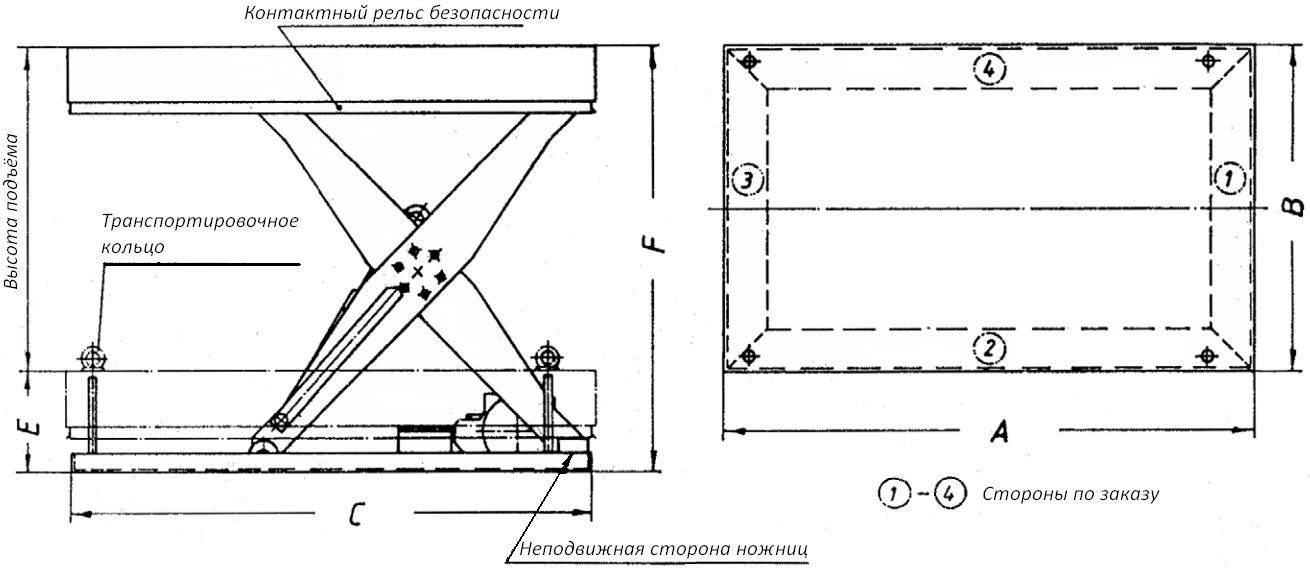 Контактный рельс безопасности
Высота подъёма
Транспортировочное
кольцо
E
F
C
Неподвижная сторона ножниц
4
3
1
2
B
A
1 - 4 Стороны по заказу